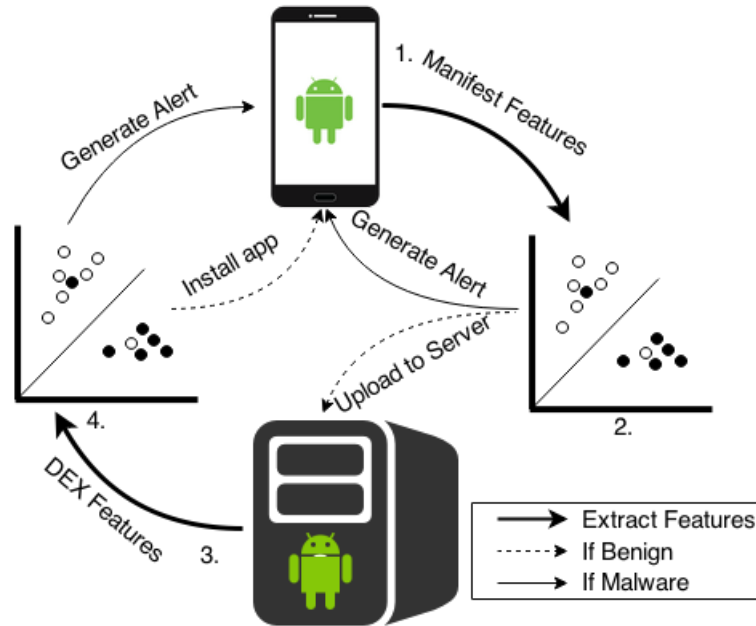 1. Manifest Features
Generate Alert
Install app
Generate Alert
Upload to Server
2.
4.
DEX Features
3.
Extract Features
If Benign
If Malware